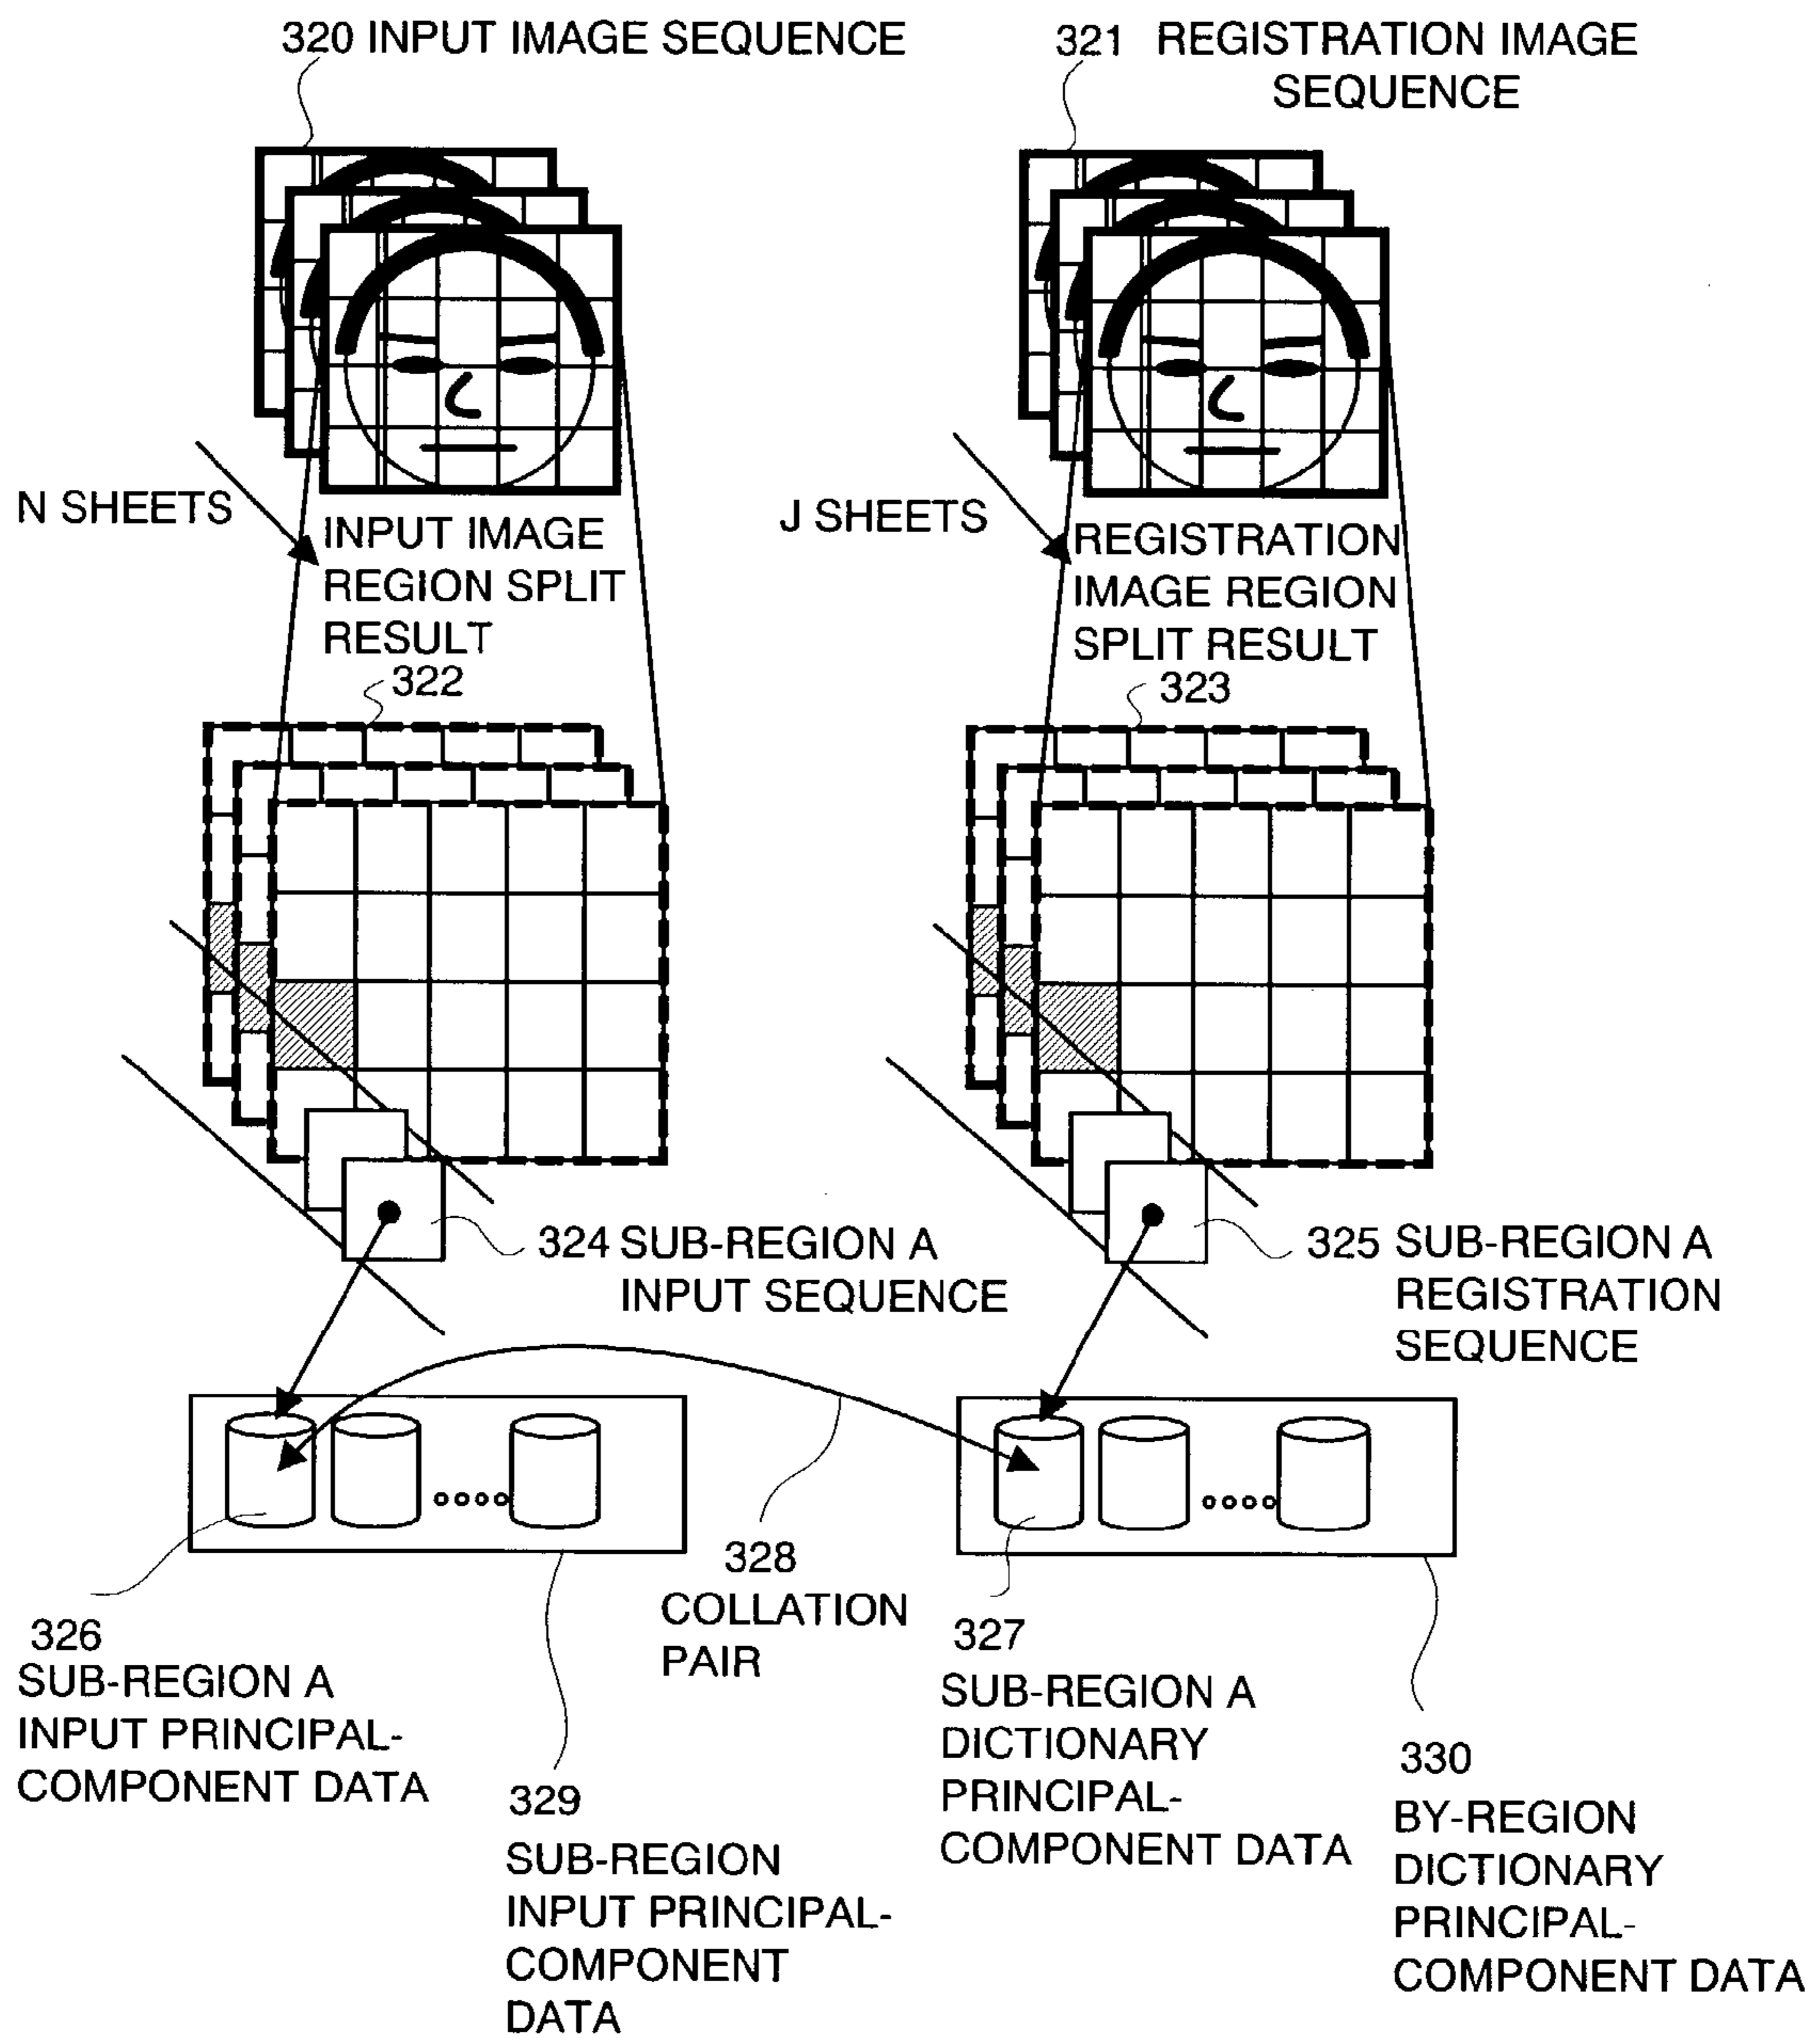 320 INPUT IMAGE SEQUENCE
321 REGISTRATION IMAGE
SEQUENCE
N SHEETS
INPUT IMAGE
REGION SPLIT
RESULT
322
J SHEETS
REGISTRATION
IMAGE REGION
SPLIT RESULT
323
324 SUB-REGION A
INPUT SEQUENCE
325 SUB-REGION A
REGISTRATION
SEQUENCE
326
SUB-REGION A
INPUT PRINCIPAL-
COMPONENT DATA
329
SUB-REGION
INPUT PRINCIPAL-
COMPONENT
DATA
328
COLLATION
PAIR
327
SUB-REGION A
DICTIONARY
PRINCIPAL-
COMPONENT DATA
330
BY-REGION
DICTIONARY
PRINCIPAL-
COMPONENT DATA